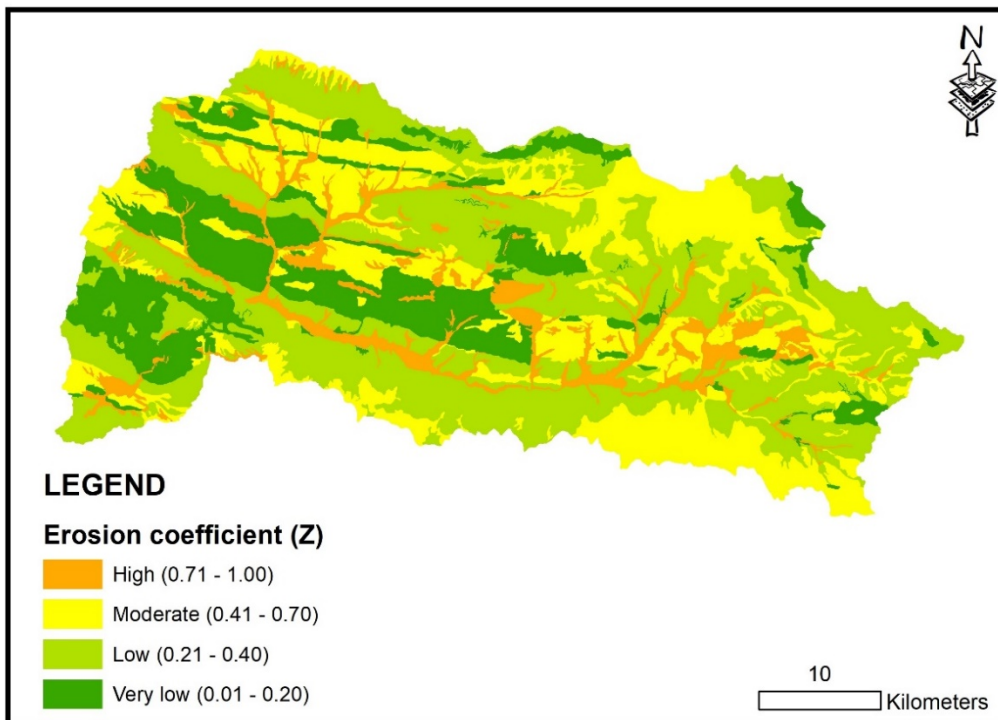 N
LEGEND
Erosion coefficient (Z)
High (0.71 - 1.00)
Moderate (0.41 - 0.70)
Low (0.21 - 0.40)
Very low (0.01 - 0.20)
10
Kilometers